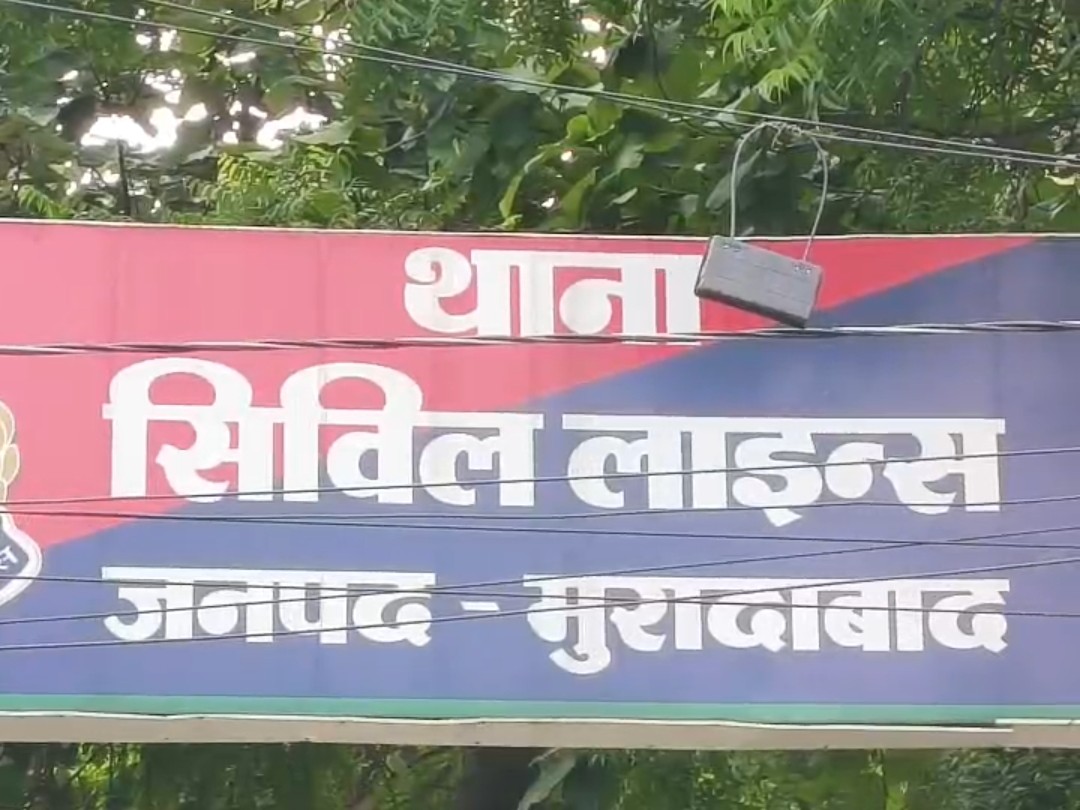 थाना
सिविल लाइन्स
जनपद - मुरादाबाद